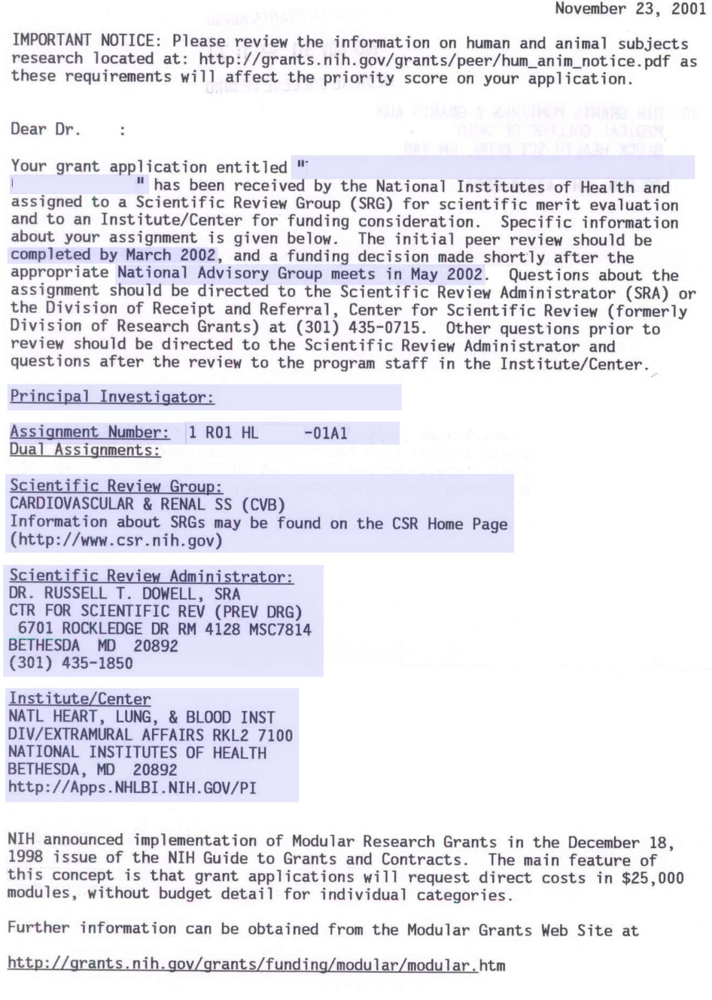 November 23, 2001
IMPORTANT NOTICE: Please review the information on human and animal subjects
research located at: http://grants.nih.gov/grants/peer/hum_anim_notice.pdf as
these requirements will affect the priority score on your application.
Dear Dr. :
Your grant application entitled "
" has been received by the National Institutes of Health and
assigned to a Scientific Review Group (SRG) for scientific merit evaluation
and to an Institute/Center for funding consideration. Specific information
about your assignment is given below. The initial peer review should be
completed by March 2002, and a funding decision made shortly after the
appropriate National Advisory Group meets in May 2002. Questions about the
assignment should be directed to the Scientific Review Administrator (SRA) or
the Division of Receipt and Referral, Center for Scientific Review (formerly
Division of Research Grants) at (301) 435-0715. Other questions prior to
review should be directed to the Scientific Review Administrator and
questions after the review to the program staff in the Institute/Center.
Principal Investigator:
Assignment Number: 1 R01 HL -01A1
Dual Assignments:
Scientific Review Group:
CARDIOVASCULAR & RENAL SS (CVB)
Information about SRGs may be found on the CSR Home Page
(http://www.csr.nih.gov)
Scientific Review Administrator:
DR. RUSSELL T. DOWELL, SRA
CTR FOR SCIENTIFIC REV (PREV DRG)
6701 ROCKLEDGE DR RM 4128 MSC7814
BETHESDA MD 20892
(301) 435-1850
Institute/Center
NATL HEART, LUNG, & BLOOD INST
DIV/EXTRAMURAL AFFAIRS RKL2 7100
NATIONAL INSTITUTES OF HEALTH
BETHESDA, MD 20892
http://Apps.NHLBI.NIH.GOV/PI
NIH announced implementation of Modular Research Grants in the December 18,
1998 issue of the NIH Guide to Grants and Contracts. The main feature of
this concept is that grant applications will request direct costs in $25,000
modules, without budget detail for individual categories.
Further information can be obtained from the Modular Grants Web Site at
http://grants.nih.gov/grants/funding/modular/modular.htm